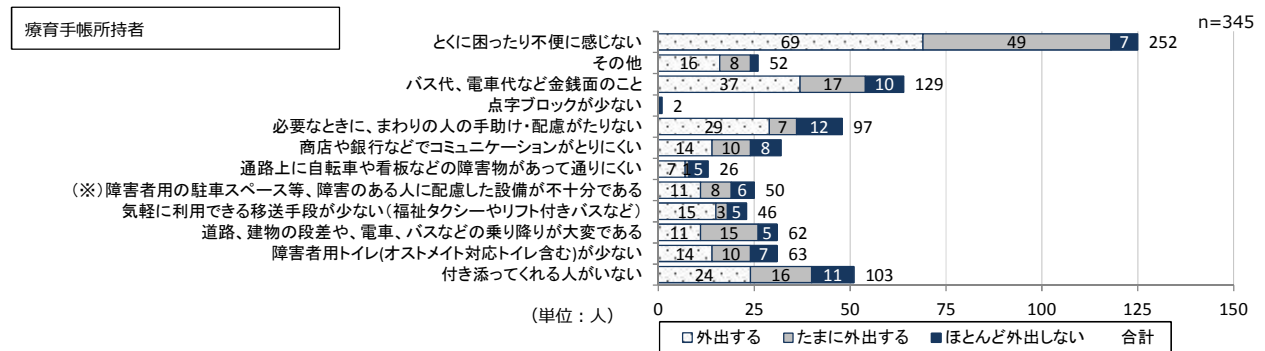 療育手帳所持者
n=345
とくに困ったり不便に感じない 69 49 7 252
その他 16 8 52
バス代、電車代など金銭面のこと 37 17 10 129
点字ブロックが少ない 2
必要なときに、まわりの人の手助け・配慮がたりない 29 7 12 97
商店や銀行などでコミュニケーションがとりにくい 14 10 8
通路上に自転車や看板などの障害物があって通りにくい 7 1 5 26
（※）障害者用の駐車スペース等、障害のある人に配慮した設備が不十分である 11 8 6 50
気軽に利用できる移送手段が少ない（福祉タクシーやリフト付きバスなど） 15 3 5 46
道路、建物の段差や、電車、バスなどの乗り降りが大変である 11 15 5 62
障害者用トイレ(オストメイト対応トイレ含む)が少ない 14 10 7 63
付き添ってくれる人がいない 24 16 11 103
（単位：人） 0 25 50 75 100 125 150
外出する たまに外出する ほとんど外出しない 合計